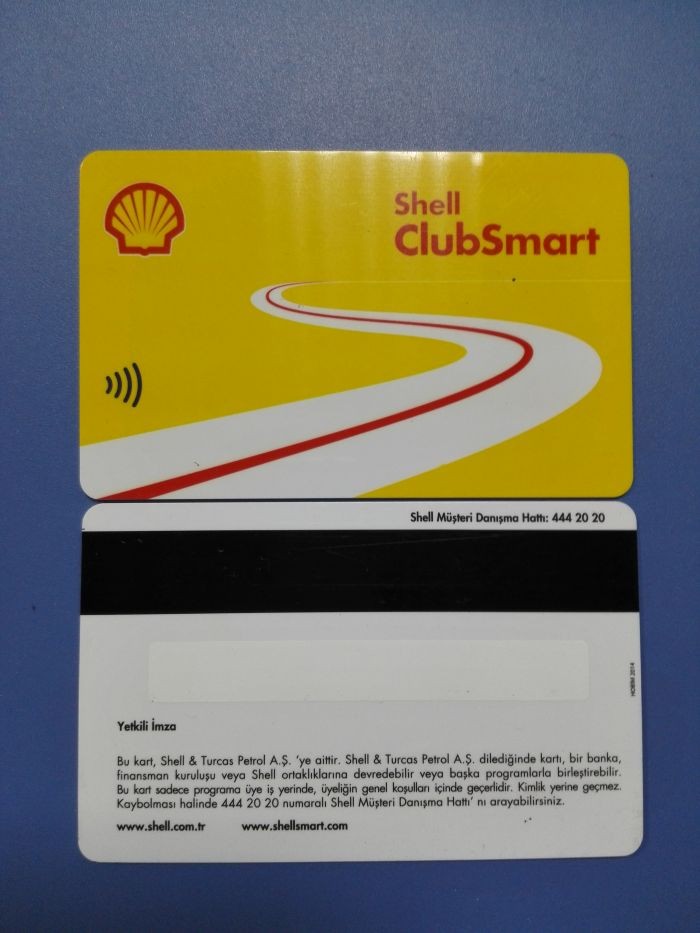 Shell
ClubSmart
Shell Müşteri Danışma Hattı: 444 20 20
HOBIM 2014
Yetkili İmza
Bu kart, Shell & Turcas Petrol A.Ş. 'ye aittir. Shell & Turcas Petrol A.Ş. dilediğinde kartı, bir banka,
finansman kuruluşu veya Shell ortaklıklarına devredebilir veya başka programlarla birleştirebilir.
Bu kart sadece programa üye iş yerinde, üyeliğin genel koşulları içinde geçerlidir. Kimlik yerine geçmez.
Kaybolması halinde 444 20 20 numaralı Shell Müşteri Danışma Hattı' nı arayabilirsiniz.
www.shell.com.tr www.shellsmart.com